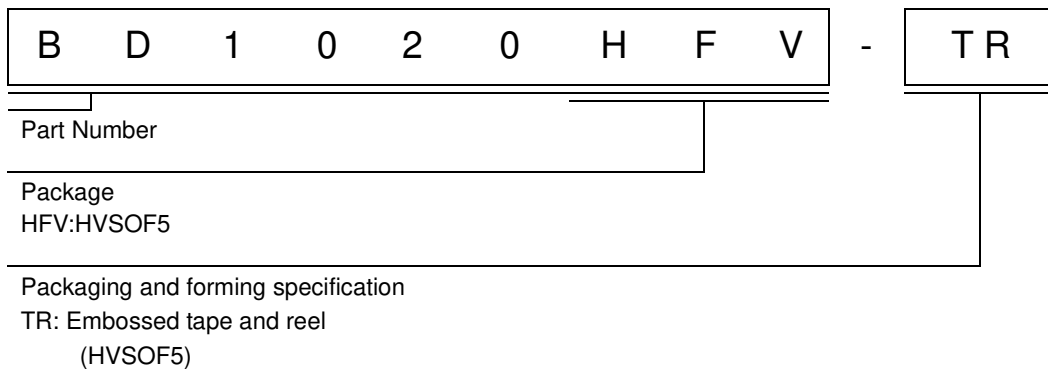 B D 1 0 2 0 H F V - T R
Part Number
Package
HFV:HVSOF5
Packaging and forming specification
TR: Embossed tape and reel
(HVSOF5)